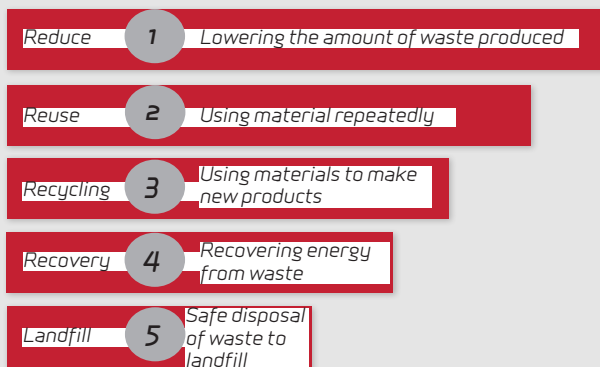 Reduce 1 Lowering the amount of waste produced
Reuse 2 Using material repeatedly
Recycling 3 Using materials to make
new products
Recovery 4 Recovering energy
from waste
Landfill 5 Safe disposal
of waste to
landfill